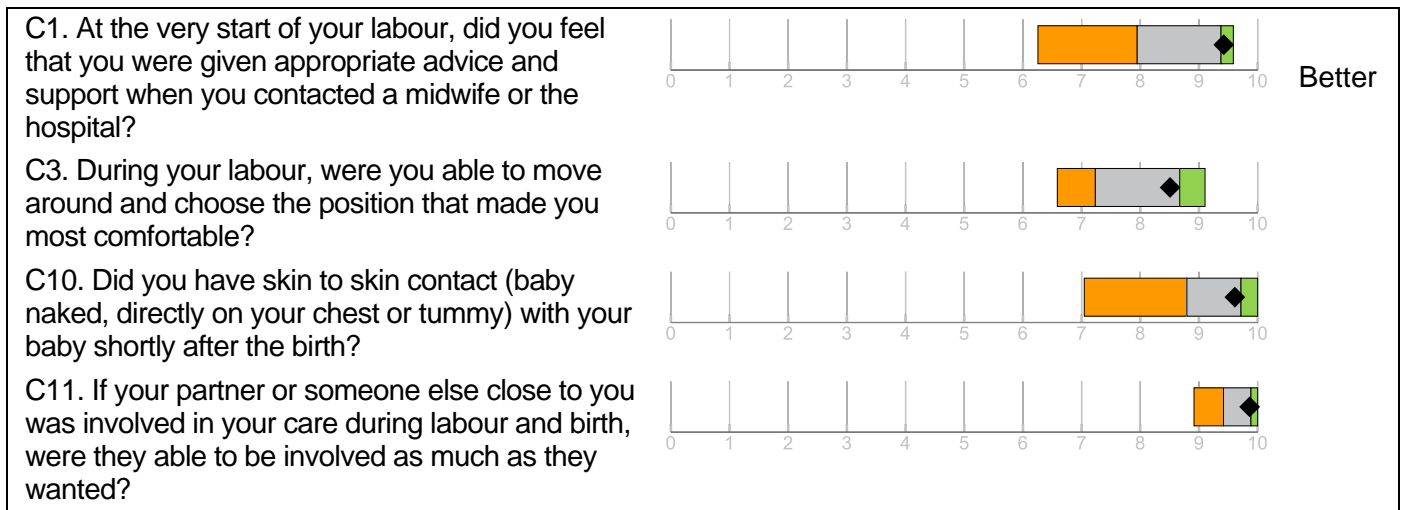 C1. At the very start of your labour, did you feel
that you were given appropriate advice and
support when you contacted a midwife or the
hospital?
0 1 2 3 4 5 6 7 8 9 10
Better
C3. During your labour, were you able to move
around and choose the position that made you
most comfortable?
0 1 2 3 4 5 6 7 8 9 10
C10. Did you have skin to skin contact (baby
naked, directly on your chest or tummy) with your
baby shortly after the birth?
0 1 2 3 4 5 6 7 8 9 10
C11. If your partner or someone else close to you
was involved in your care during labour and birth,
were they able to be involved as much as they
wanted?
0 1 2 3 4 5 6 7 8 9 10